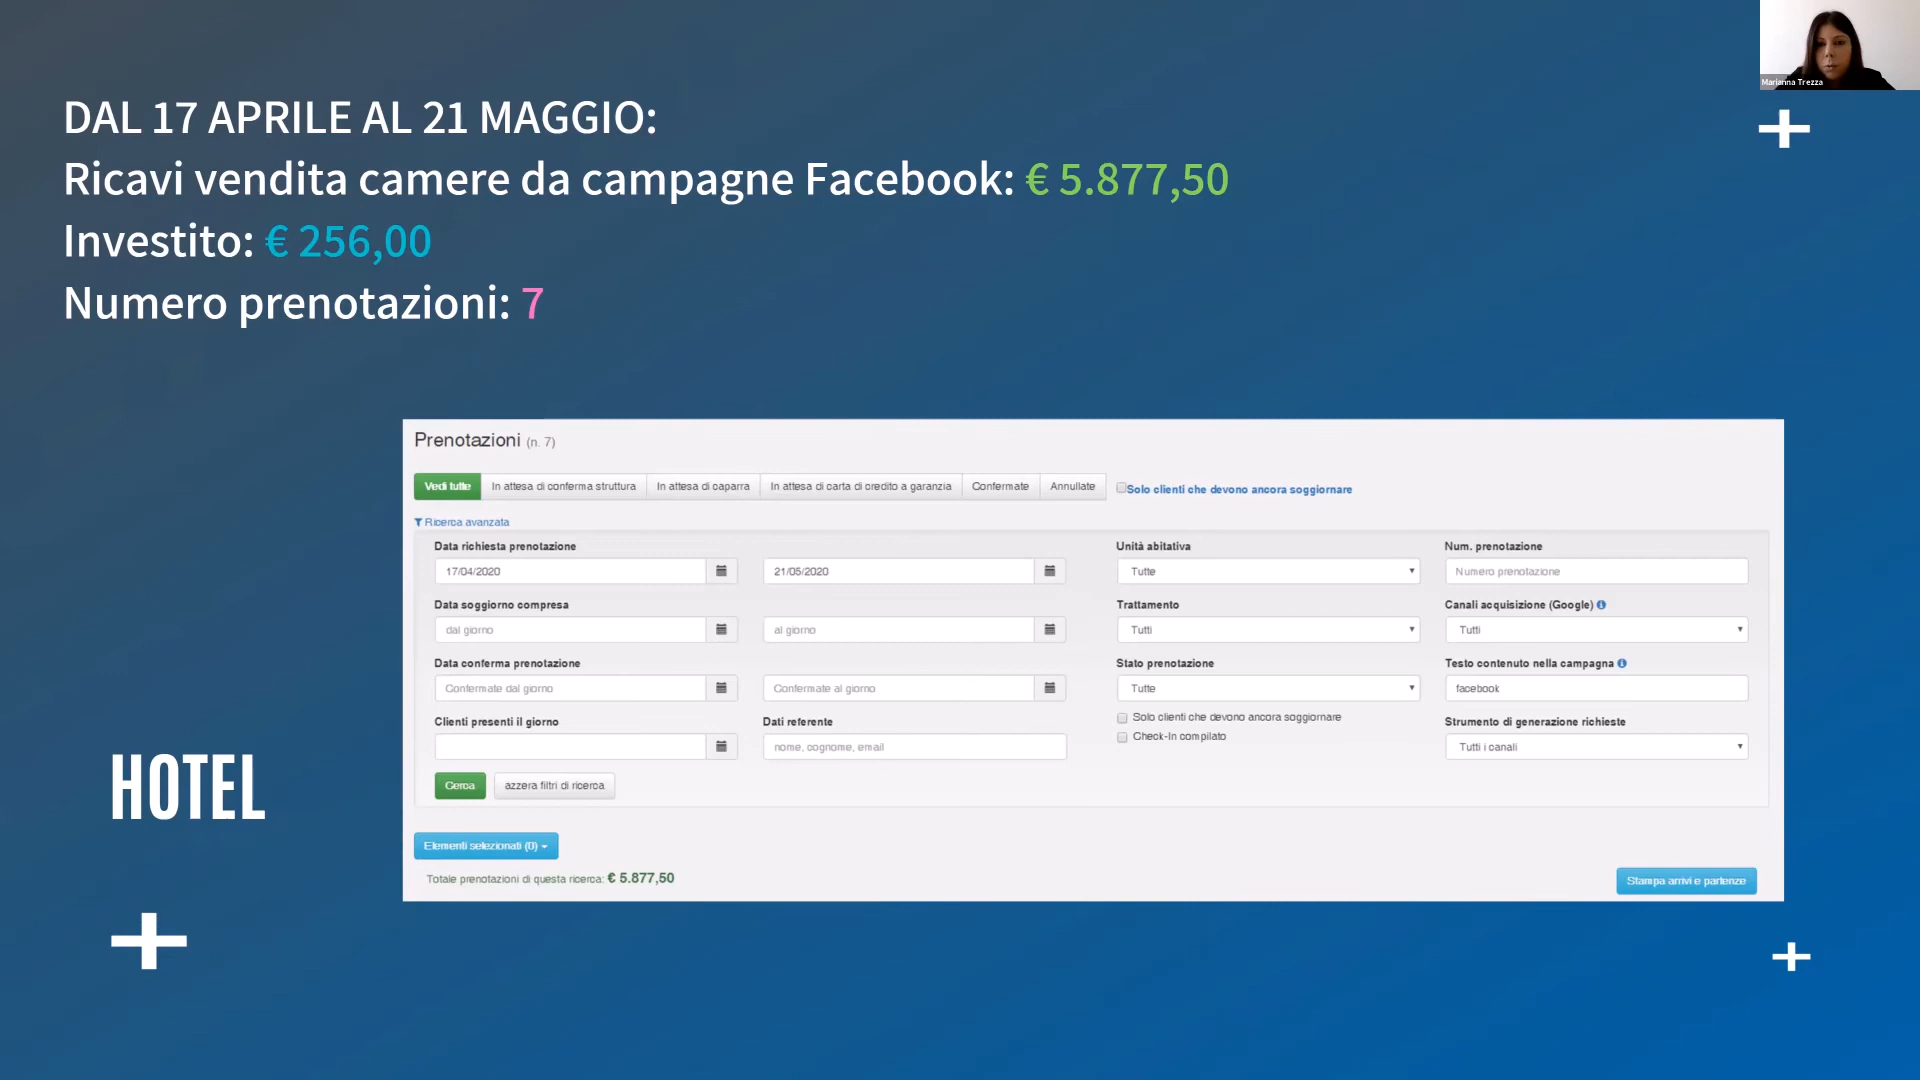 Marianna Trezza
DAL 17 APRILE AL 21 MAGGIO:
Ricavi vendita camere da campagne Facebook: € 5.877,50
Investito: € 256,00
Numero prenotazioni: 7
Prenotazioni (n. 7)
Vedi tutte In attesa di conferma struttura In attesa di caparra In attesa di carta di credito a garanzia Confermate Annullate Solo clienti che devono ancora soggiornare
Ricerca avanzata
Data richiesta prenotazione Unità abitativa Num. prenotazione
17/04/2020 21/05/2020 Tutte Numero prenotazione
Data soggiorno compresa Trattamento Canali acquisizione (Google)
dal giorno al giorno Tutti Tutti
Data conferma prenotazione Stato prenotazione Testo contenuto nella campagna
Confermate dal giorno Confermate al giorno Tutte facebook
Clienti presenti il giorno Dati referente Solo clienti che devono ancora soggiornare Strumento di generazione richieste
nome, cognome, email Check-In compilato Tutti i canali
Cerca azzera filtri di ricerca
HOTEL
Elementi selezionati (0)
Totale prenotazioni di questa ricerca: € 5.877,50
Stampa arrivi e partenze